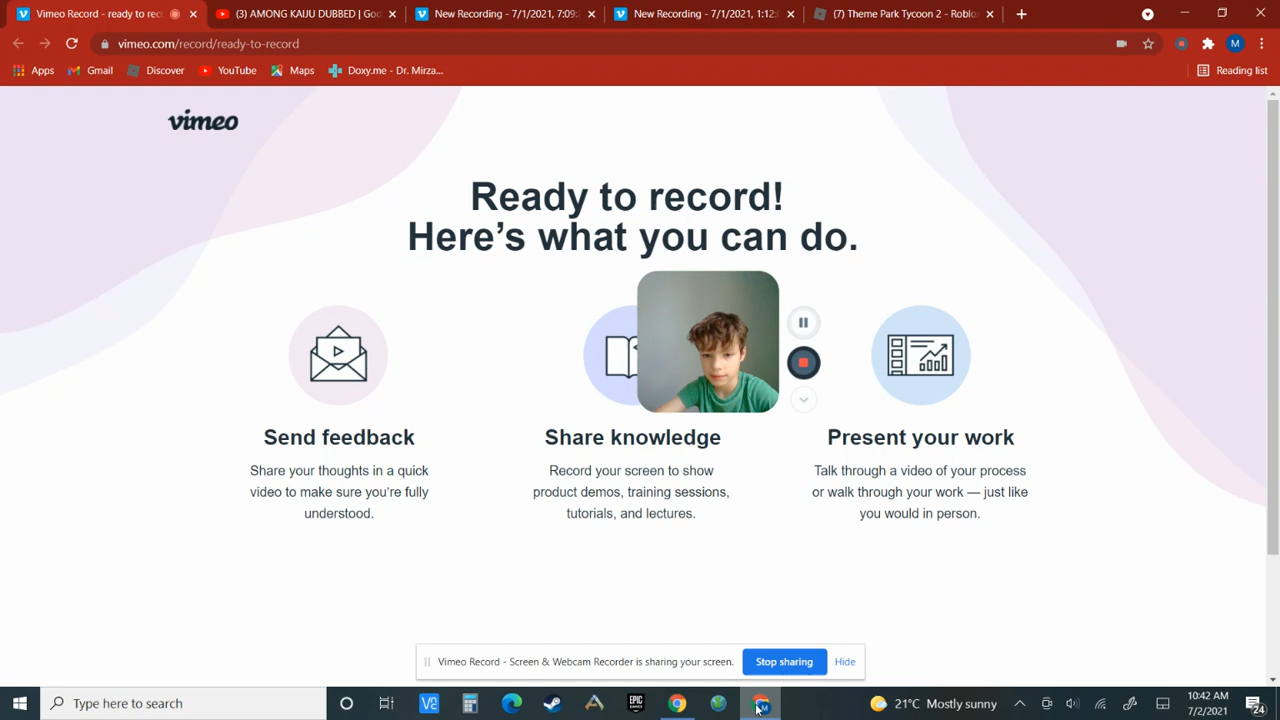 Vimeo Record - ready to rec
(3) AMONG KAIJU DUBBED | God
New Recording - 7/1/2021, 7:09:
New Recording - 7/1/2021, 1:12:
(7) Theme Park Tycoon 2 - Roblo
vimeo.com/record/ready-to-record
M
Apps
Gmail
Discover
YouTube
Maps
Doxy.me - Dr. Mirza...
Reading list
vimeo
Ready to record!
Here's what you can do.
Send feedback
Share your thoughts in a quick
video to make sure you're fully
understood.
Share knowledge
Record your screen to show
product demos, training sessions,
tutorials, and lectures.
Present your work
Talk through a video of your process
or walk through your work — just like
you would in person.
Vimeo Record - Screen & Webcam Recorder is sharing your screen.
Stop sharing
Hide
Type here to search
VE
EPIC
GAMES
M
21°C Mostly sunny
10:42 AM
7/2/2021
24